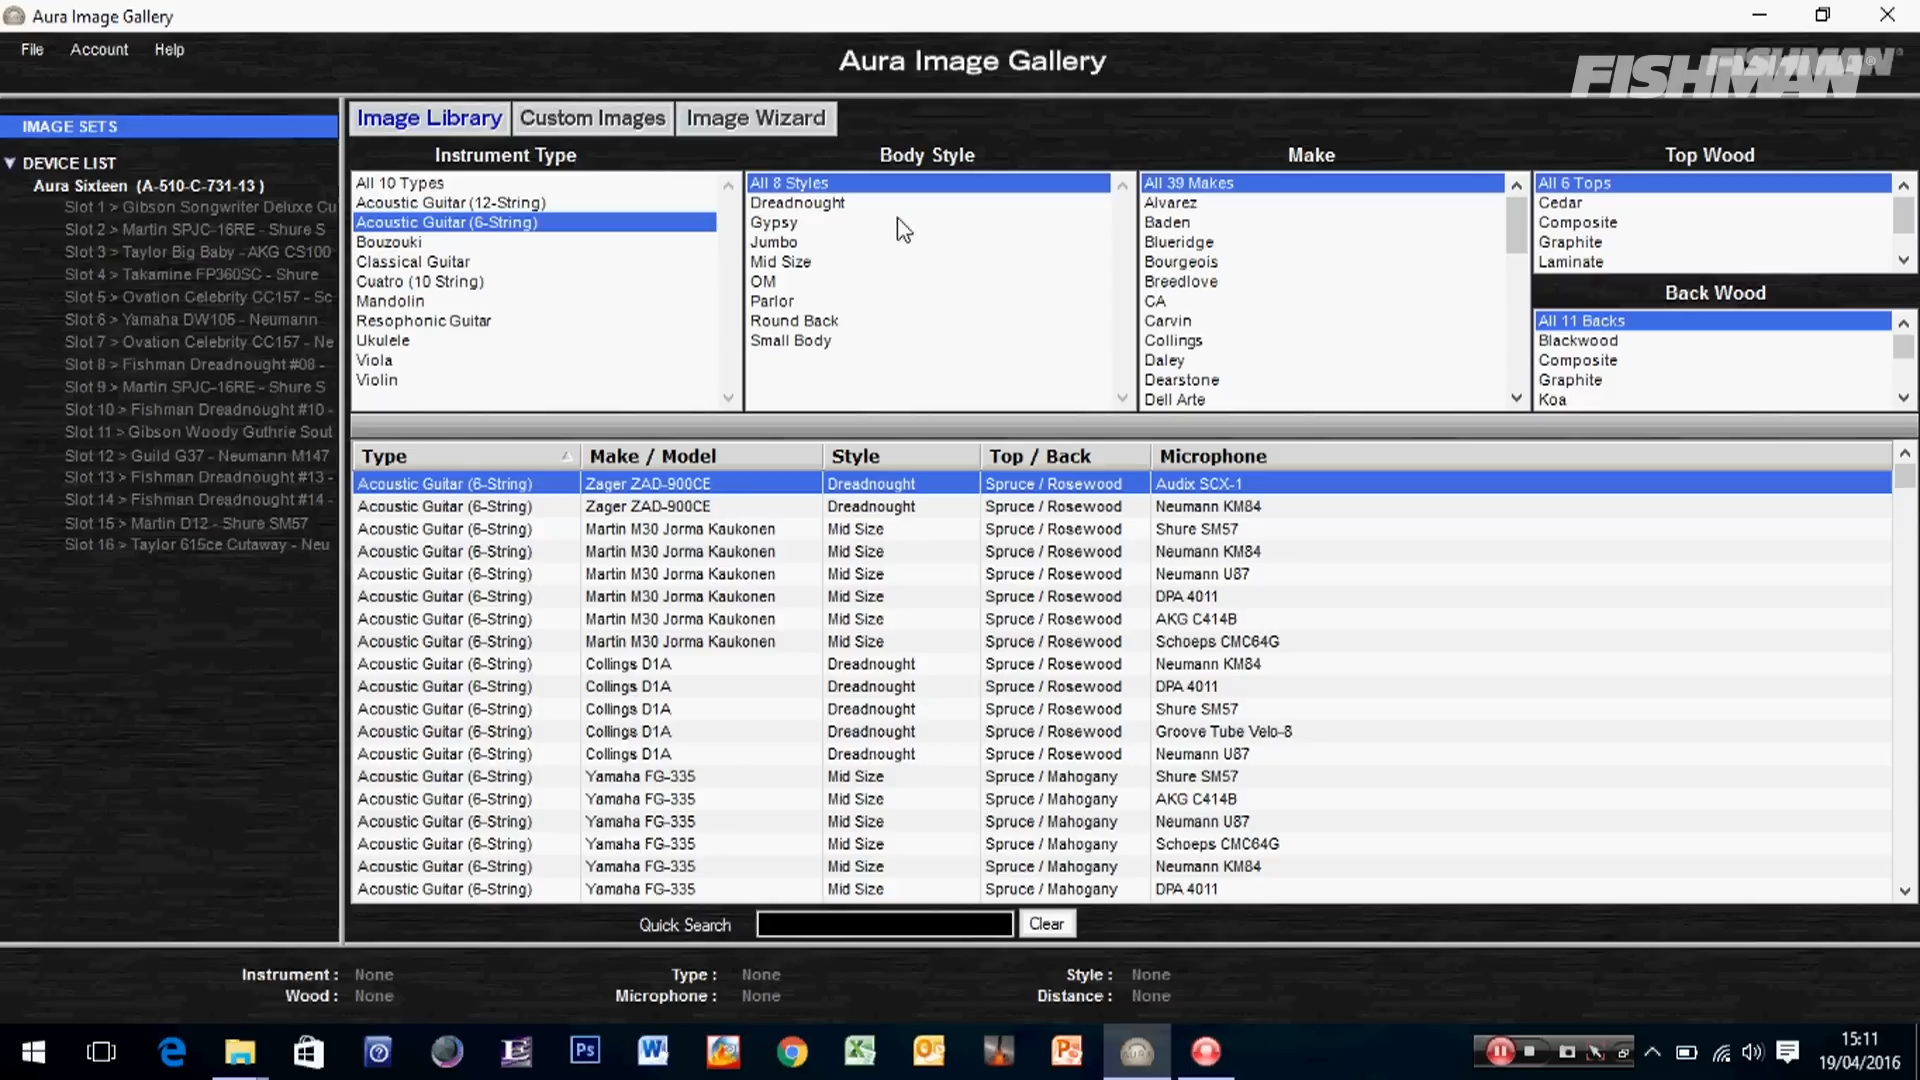 Aura Image Gallery
File Account Help
Aura Image Gallery
FISHMAN
FISHMAN
IMAGE SETS
DEVICE LIST
Aura Sixteen (A-510-C-731-13 )
Slot 1 > Gibson Songwriter Deluxe Cu
Slot 2 > Martin SPJC-16RE - Shure S
Slot 3 > Taylor Big Baby - AKG CS100
Slot 4 > Takamine FP360SC - Shure
Slot 5 > Ovation Celebrity CC157 - Sc
Slot 6 > Yamaha DW105 - Neumann
Slot 7 > Ovation Celebrity CC157 - Ne
Slot 8 > Fishman Dreadnought #08 -
Slot 9 > Martin SPJC-16RE - Shure S
Slot 10 > Fishman Dreadnought #10 -
Slot 11 > Gibson Woody Guthrie Sout
Slot 12 > Guild G37 - Neumann M147
Slot 13 > Fishman Dreadnought #13 -
Slot 14 > Fishman Dreadnought #14 -
Slot 15 > Martin D12 - Shure SM57
Slot 16 > Taylor 615ce Cutaway - Neu
Image Library Custom Images Image Wizard
Instrument Type
All 10 Types
Acoustic Guitar (12-String)
Acoustic Guitar (6-String)
Bouzouki
Classical Guitar
Cuatro (10 String)
Mandolin
Resophonic Guitar
Ukulele
Viola
Violin
Body Style
All 8 Styles
Dreadnought
Gypsy
Jumbo
Mid Size
OM
Parlor
Round Back
Small Body
Make
All 39 Makes
Alvarez
Baden
Blueridge
Bourgeois
Breedlove
CA
Carvin
Collings
Daley
Dearstone
Dell Arte
Top Wood
All 6 Tops
Cedar
Composite
Graphite
Laminate
Back Wood
All 11 Backs
Blackwood
Composite
Graphite
Koa
Type Make / Model Style Top / Back Microphone
Acoustic Guitar (6-String) Zager ZAD-900CE Dreadnought Spruce / Rosewood Audix SCX-1
Acoustic Guitar (6-String) Zager ZAD-900CE Dreadnought Spruce / Rosewood Neumann KM84
Acoustic Guitar (6-String) Martin M30 Jorma Kaukonen Mid Size Spruce / Rosewood Shure SM57
Acoustic Guitar (6-String) Martin M30 Jorma Kaukonen Mid Size Spruce / Rosewood Neumann KM84
Acoustic Guitar (6-String) Martin M30 Jorma Kaukonen Mid Size Spruce / Rosewood Neumann U87
Acoustic Guitar (6-String) Martin M30 Jorma Kaukonen Mid Size Spruce / Rosewood DPA 4011
Acoustic Guitar (6-String) Martin M30 Jorma Kaukonen Mid Size Spruce / Rosewood AKG C414B
Acoustic Guitar (6-String) Martin M30 Jorma Kaukonen Mid Size Spruce / Rosewood Schoeps CMC64G
Acoustic Guitar (6-String) Collings D1A Dreadnought Spruce / Rosewood Neumann KM84
Acoustic Guitar (6-String) Collings D1A Dreadnought Spruce / Rosewood DPA 4011
Acoustic Guitar (6-String) Collings D1A Dreadnought Spruce / Rosewood Shure SM57
Acoustic Guitar (6-String) Collings D1A Dreadnought Spruce / Rosewood Groove Tube Velo-8
Acoustic Guitar (6-String) Collings D1A Dreadnought Spruce / Rosewood Neumann U87
Acoustic Guitar (6-String) Yamaha FG-335 Mid Size Spruce / Mahogany Shure SM57
Acoustic Guitar (6-String) Yamaha FG-335 Mid Size Spruce / Mahogany AKG C414B
Acoustic Guitar (6-String) Yamaha FG-335 Mid Size Spruce / Mahogany Neumann U87
Acoustic Guitar (6-String) Yamaha FG-335 Mid Size Spruce / Mahogany Schoeps CMC64G
Acoustic Guitar (6-String) Yamaha FG-335 Mid Size Spruce / Mahogany Neumann KM84
Acoustic Guitar (6-String) Yamaha FG-335 Mid Size Spruce / Mahogany DPA 4011
Quick Search Clear
Instrument : None Type : None Style : None
Wood : None Microphone : None Distance : None
Ps
AURA
15:11
19/04/2016